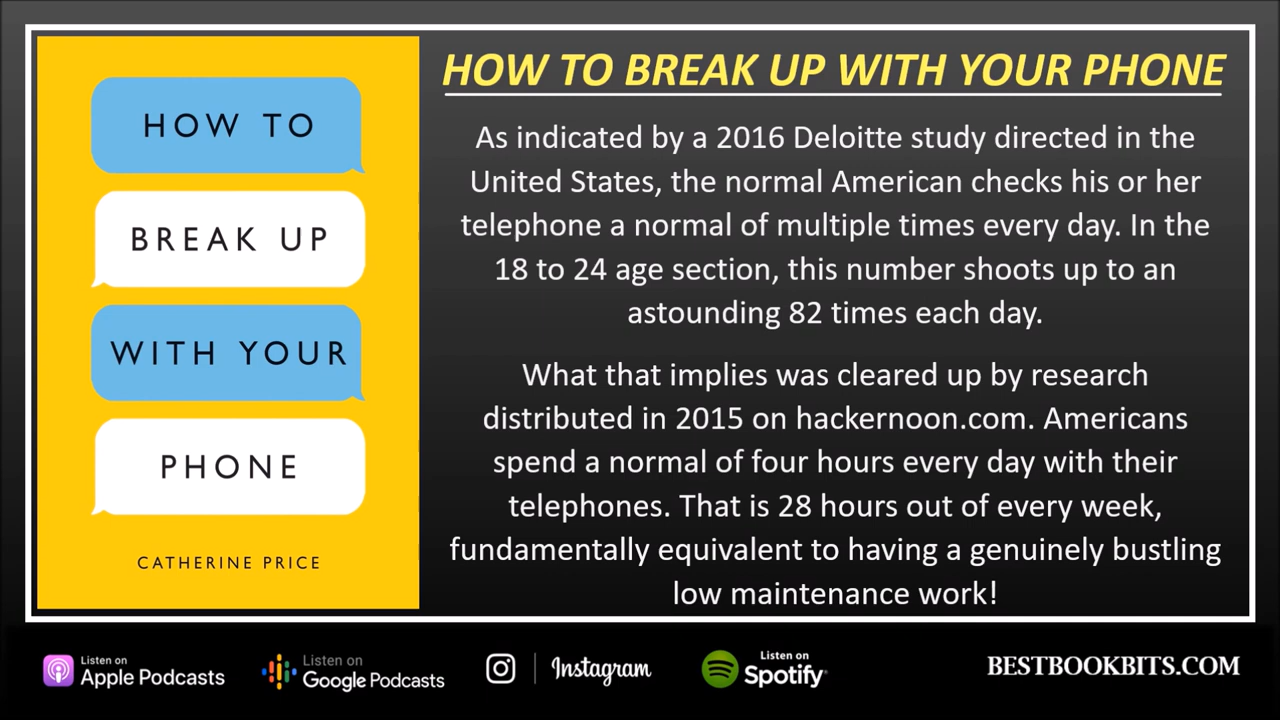 HOW TO
BREAK UP
WITH YOUR
PHONE
CATHERINE PRICE
HOW TO BREAK UP WITH YOUR PHONE
As indicated by a 2016 Deloitte study directed in the
United States, the normal American checks his or her
telephone a normal of multiple times every day. In the
18 to 24 age section, this number shoots up to an
astounding 82 times each day.
What that implies was cleared up by research
distributed in 2015 on hackernoon.com. Americans
spend a normal of four hours every day with their
telephones. That is 28 hours out of every week,
fundamentally equivalent to having a genuinely bustling
low maintenance work!
Listen on
Apple Podcasts
Listen on
Google Podcasts
Instagram
Listen on
Spotify
BESTBOOKBITS.COM